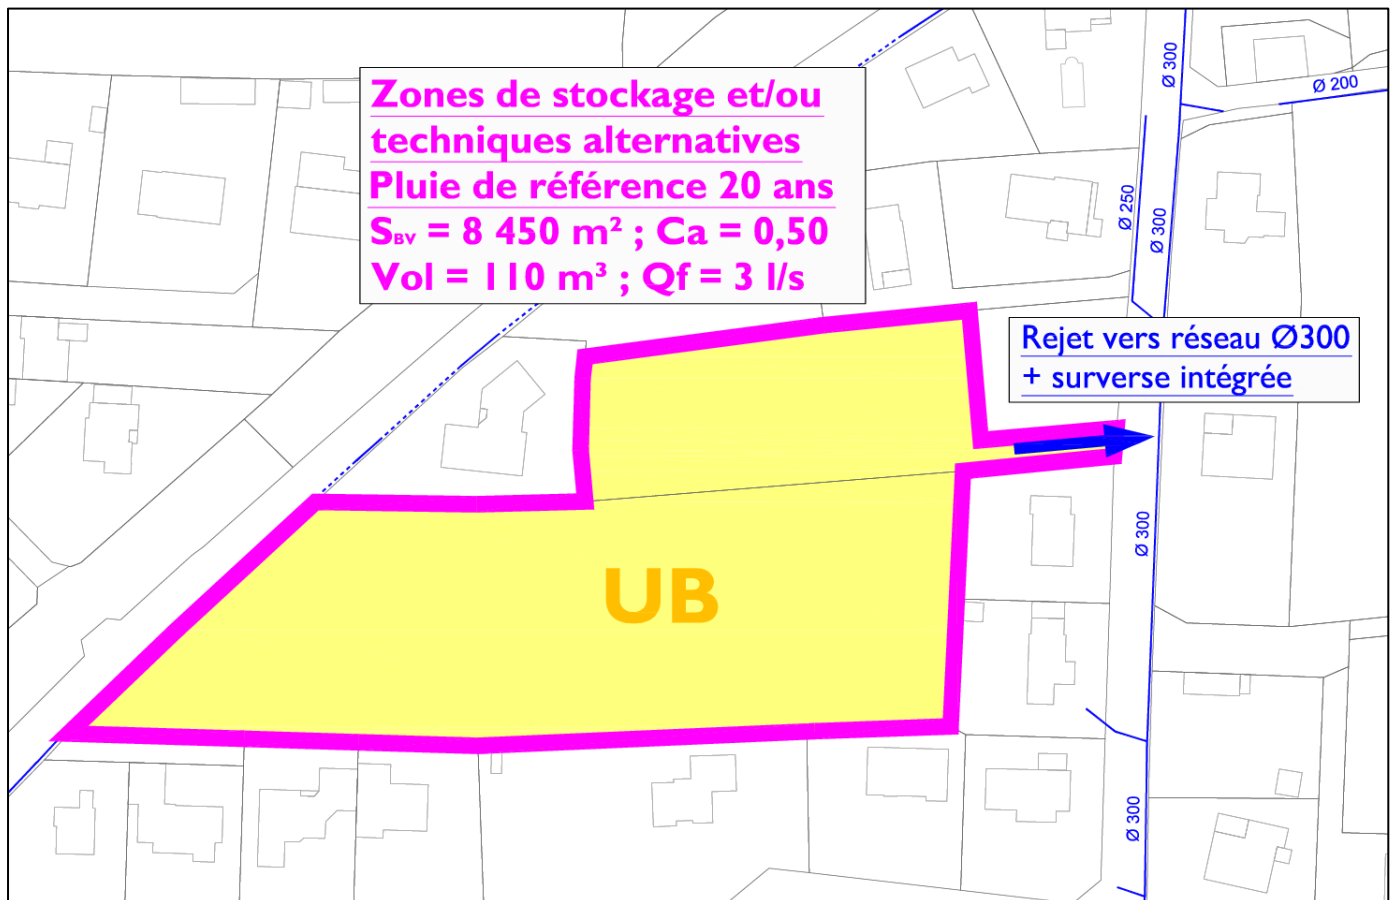 Zones de stockage et/ou
techniques alternatives
Pluie de référence 20 ans
SBV = 8 450 m² ; Ca = 0,50
Vol = 110 m³ ; Qf = 3 l/s
Ø 300
Ø 200
Ø 250
Ø 300
Rejet vers réseau Ø300
+ surverse intégrée
Ø 300
UB
Ø 300